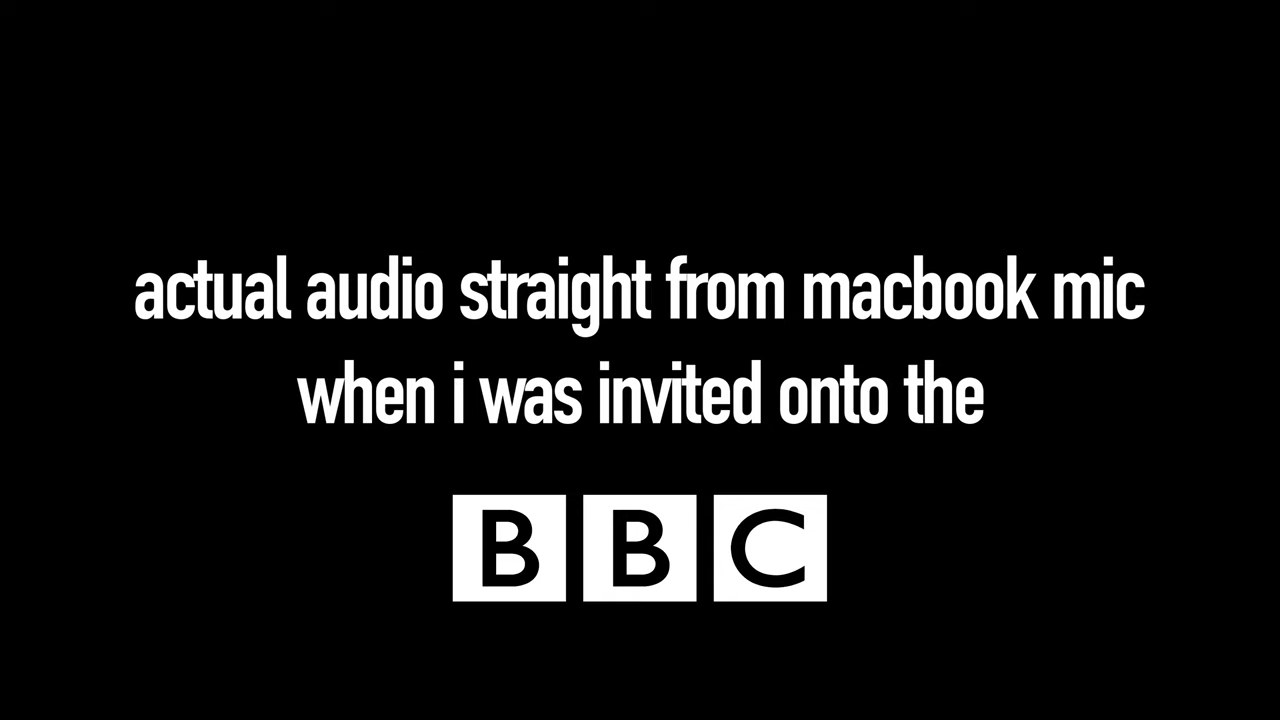 actual audio straight from macbook mic
when i was invited onto the
BBC